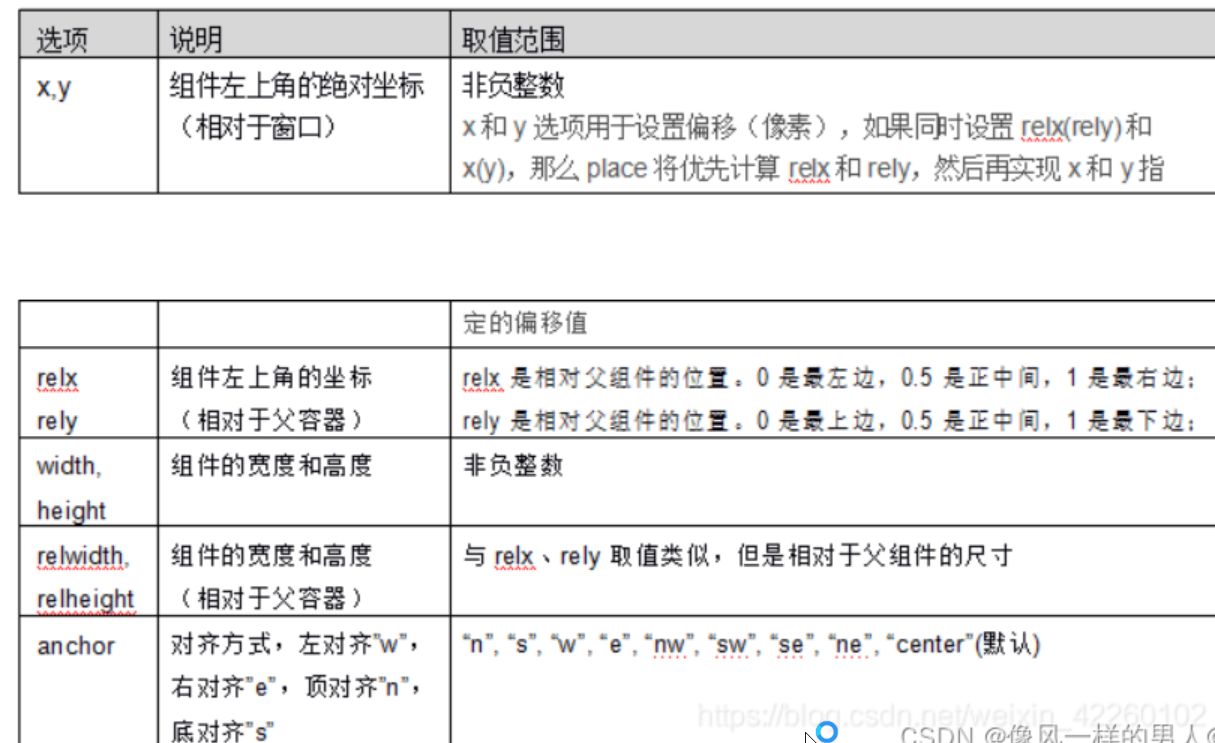 选项 说明 取值范围
x,y 组件左上角的绝对坐标 非负整数
（相对于窗口） x 和 y 选项用于设置偏移（像素），如果同时设置 relx(rely)和
x(y)，那么 place 将优先计算 relx 和 rely，然后再实现 x 和 y 指
定的偏移值
relx 组件左上角的坐标 relx 是相对父组件的位置。0 是最左边，0.5 是正中间，1 是最右边；
rely （相对于父容器） rely 是相对父组件的位置。0 是最上边，0.5 是正中间，1 是最下边；
width, 组件的宽度和高度 非负整数
height
relwidth, 组件的宽度和高度 与 relx、rely 取值类似，但是相对于父组件的尺寸
relheight （相对于父容器）
anchor 对齐方式，左对齐"w"， “n”, “s”, “w”, “e”, “nw”, “sw”, “se”, “ne”, “center”(默认)
右对齐"e"，顶对齐"n"，
底对齐"s"
https://blog.csdn.net/weixin_42260102
CSDN @像风一样的男人@